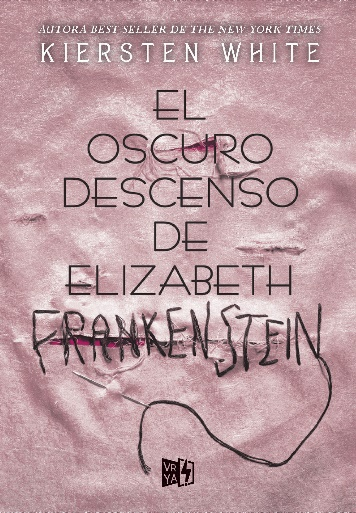 AUTORA BEST SELLER DE THE NEW YORK TIMES
KIERSTEN WHITE
EL
OSCURO
DESCENSO
DE
ELIZABETH
FRANKENSTEIN
VR
YA